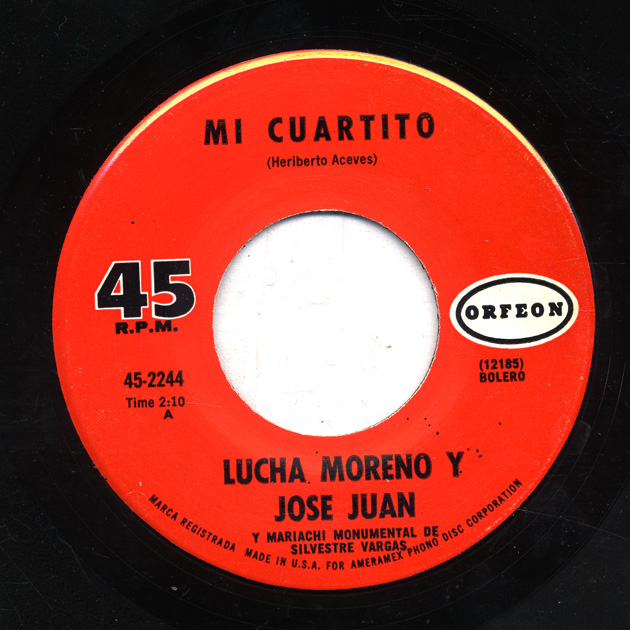 MI CUARTITO
(Heriberto Aceves)
45
R.P.M.
ORFEON
45-2244
Time 2:10
A
(12185)
BOLERO
LUCHA MORENO Y
JOSE JUAN
Y MARIACHI MONUMENTAL DE
SILVESTRE VARGAS
MARCA REGISTRADA MADE IN U.S.A. FOR AMERAMEX PHONO DISC CORPORATION